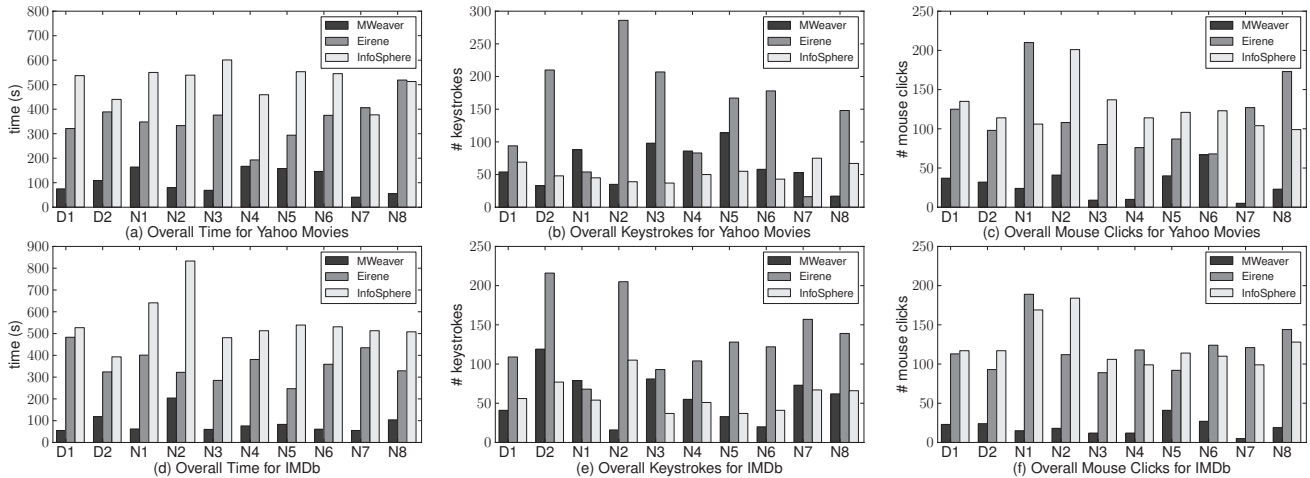 800
700
600
500
400
300
200
100
0
time (s)
MWeaver
Eirene
InfoSphere
D1 D2 N1 N2 N3 N4 N5 N6 N7 N8
(a) Overall Time for Yahoo Movies
300
250
200
150
100
50
0
# keystrokes
MWeaver
Eirene
InfoSphere
D1 D2 N1 N2 N3 N4 N5 N6 N7 N8
(b) Overall Keystrokes for Yahoo Movies
250
200
150
100
50
0
# mouse clicks
MWeaver
Eirene
InfoSphere
D1 D2 N1 N2 N3 N4 N5 N6 N7 N8
(c) Overall Mouse Clicks for Yahoo Movies
900
800
700
600
500
400
300
200
100
0
time (s)
MWeaver
Eirene
InfoSphere
D1 D2 N1 N2 N3 N4 N5 N6 N7 N8
(d) Overall Time for IMDb
250
200
150
100
50
0
# keystrokes
MWeaver
Eirene
InfoSphere
D1 D2 N1 N2 N3 N4 N5 N6 N7 N8
(e) Overall Keystrokes for IMDb
250
200
150
100
50
0
# mouse clicks
MWeaver
Eirene
InfoSphere
D1 D2 N1 N2 N3 N4 N5 N6 N7 N8
(f) Overall Mouse Clicks for IMDb